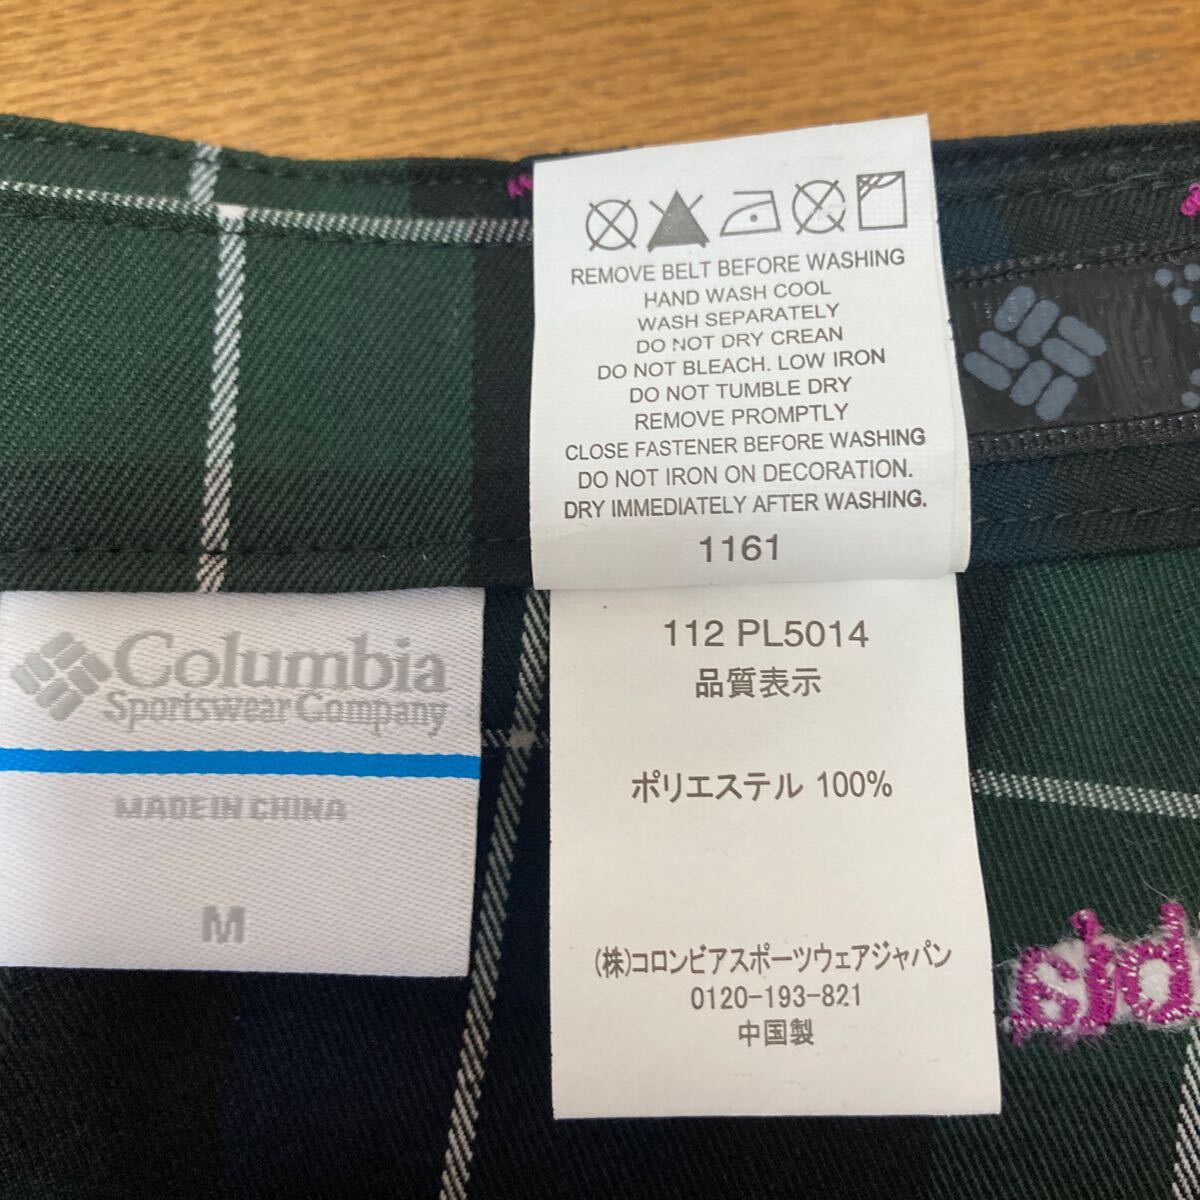 REMOVE BELT BEFORE WASHING
HAND WASH COOL
WASH SEPARATELY
DO NOT DRY CREAN
DO NOT BLEACH. LOW IRON
DO NOT TUMBLE DRY
REMOVE PROMPTLY
CLOSE FASTENER BEFORE WASHING
DO NOT IRON ON DECORATION.
DRY IMMEDIATELY AFTER WASHING.
1161
112 PL5014
品質表示
ポリエステル 100%
(株)コロンビアスポーツウェアジャパン
0120-193-821
中国製
Columbia
Sportswear Company
MADE IN CHINA
M